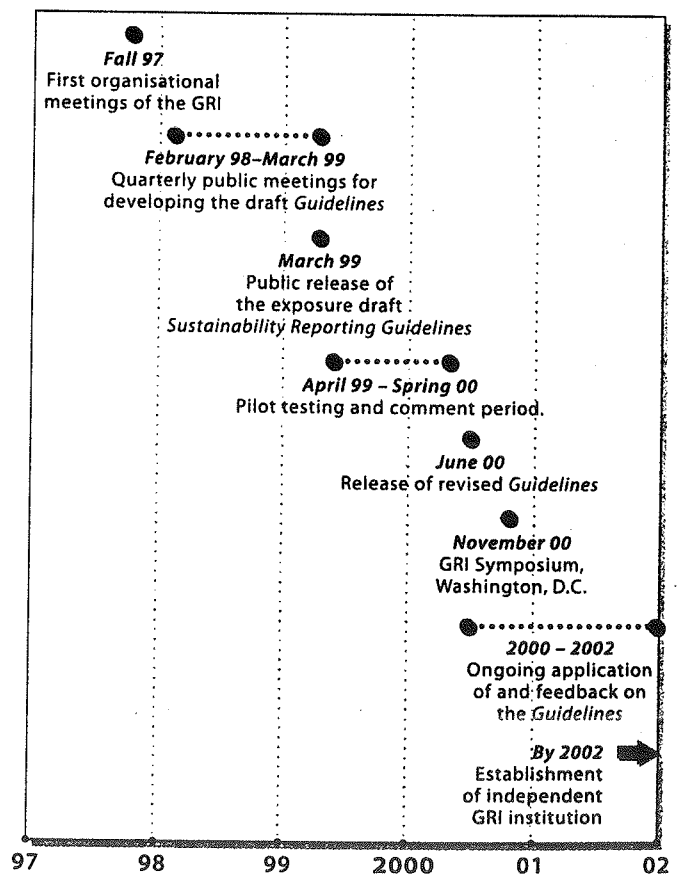 Fall 97
First organisational
meetings of the GRI
February 98–March 99
Quarterly public meetings for
developing the draft Guidelines
March 99
Public release of
the exposure draft
Sustainability Reporting Guidelines
April 99 – Spring 00
Pilot testing and comment period.
June 00
Release of revised Guidelines
November 00
GRI Symposium,
Washington, D.C.
2000 – 2002
Ongoing application
of and feedback on
the Guidelines
By 2002
Establishment
of independent
GRI institution
97 98 99 2000 01 02